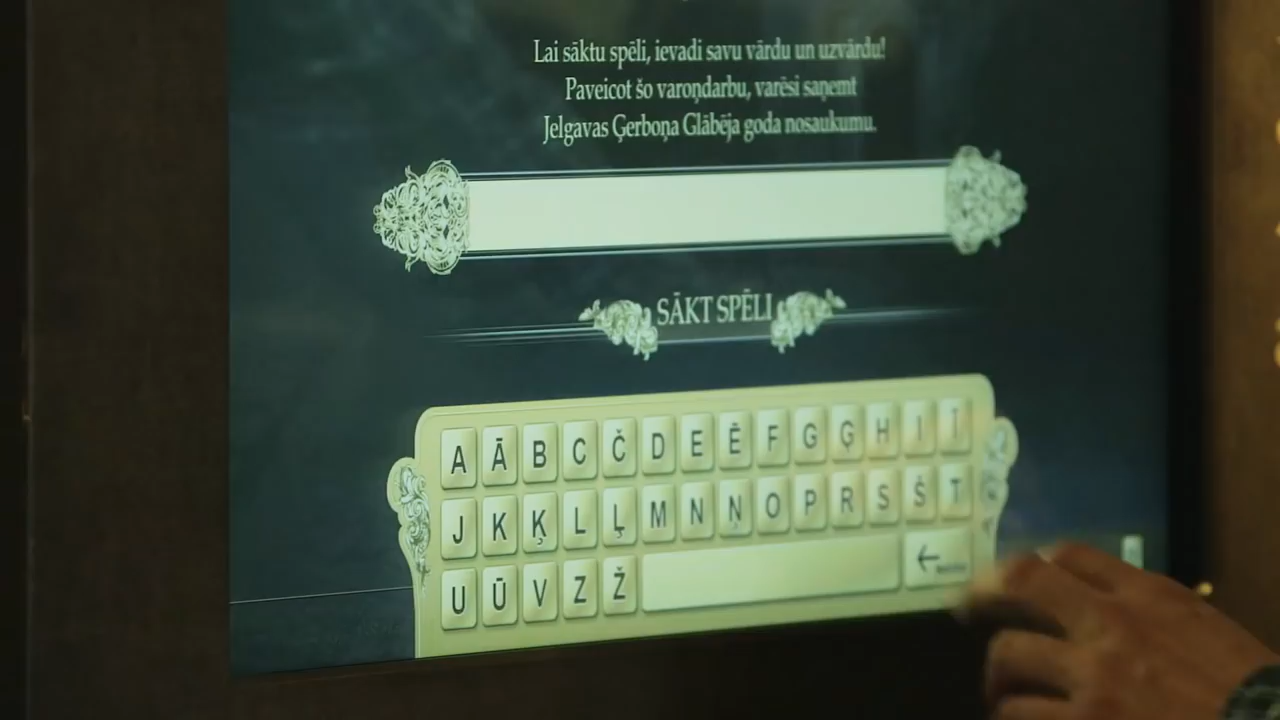 Lai sāktu spēli, ievadi savu vārdu un uzvārdu!
Paveicot šo varoņdarbu, varēsi saņemt
Jelgavas Ģerboņa Glābēja goda nosaukumu.
SĀKT SPĒLI
A Ā B C Č D E Ē F G Ģ H I Ī
J K Ķ L Ļ M N Ņ O P R S Š T
U Ū V Z Ž ←